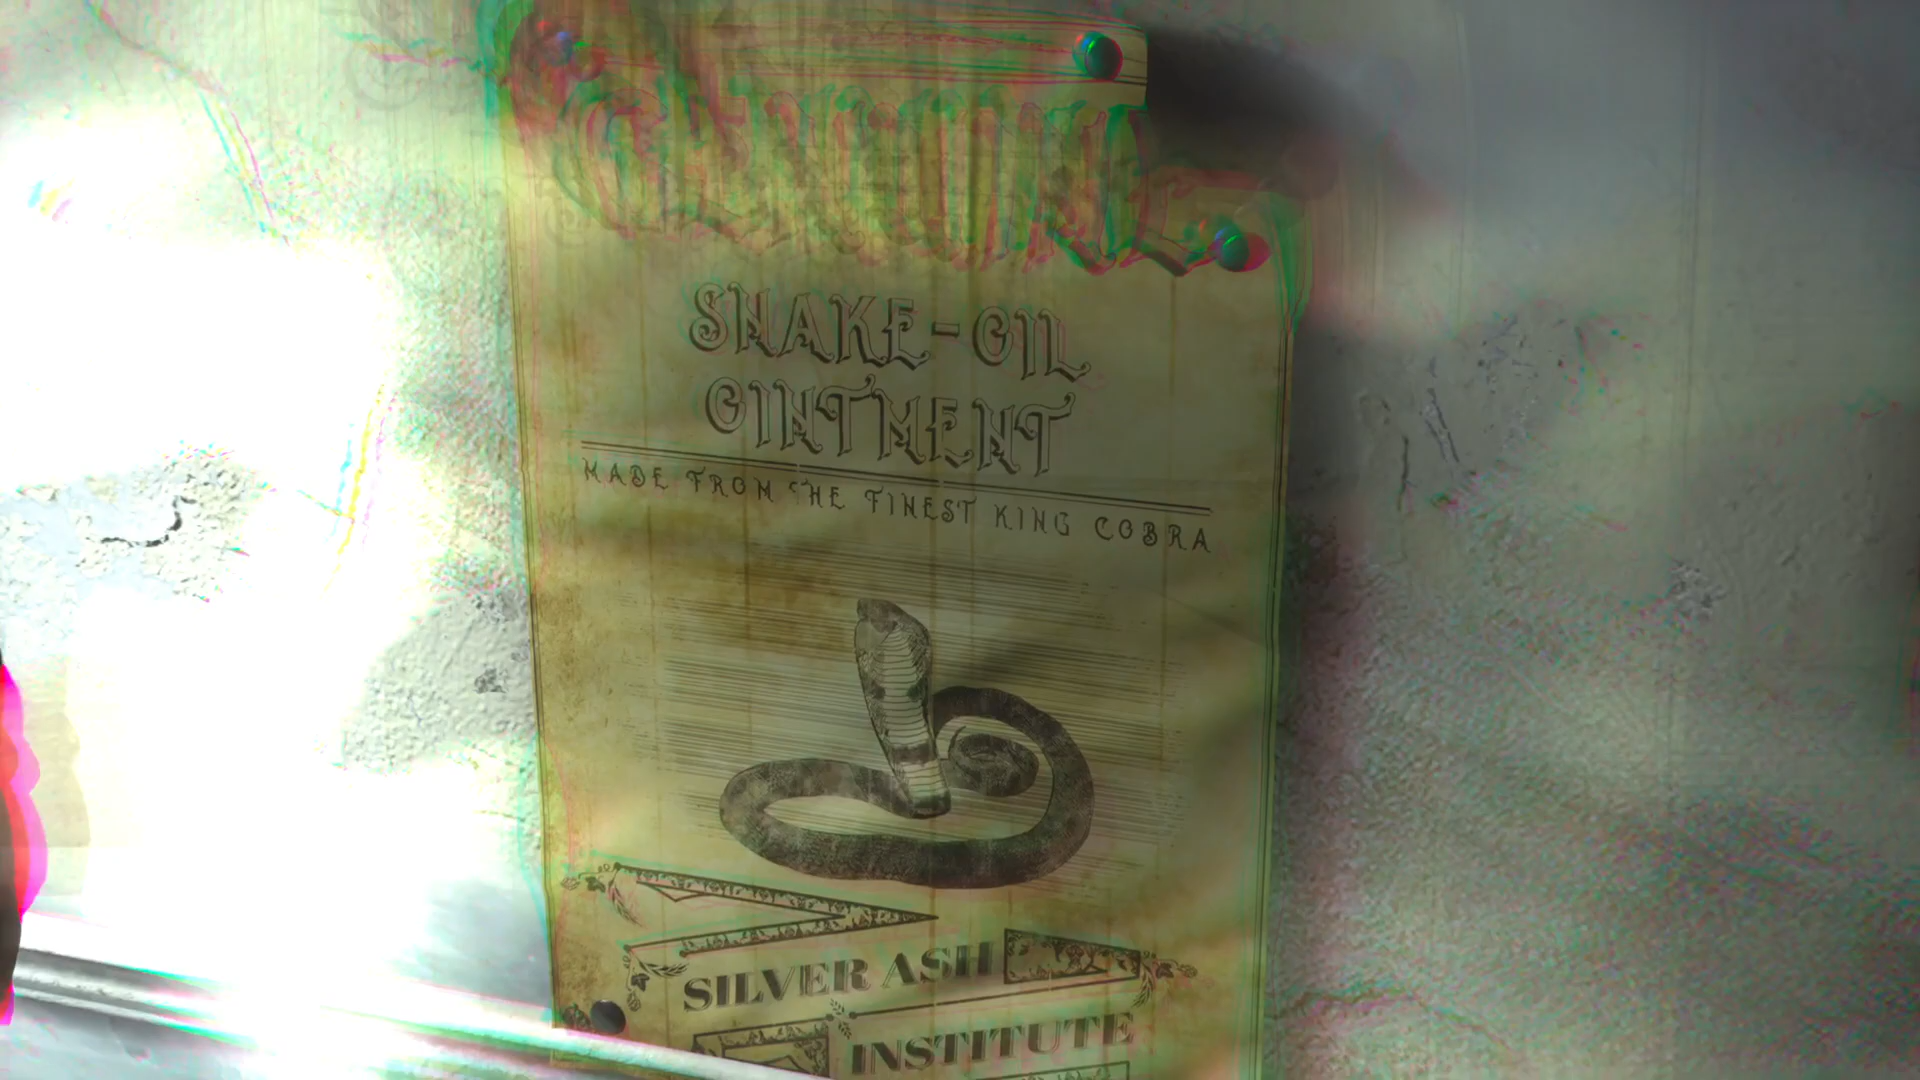 SNAKE-OIL
OINTMENT
MADE FROM THE FINEST KING COBRA
SILVER ASH
INSTITUTE